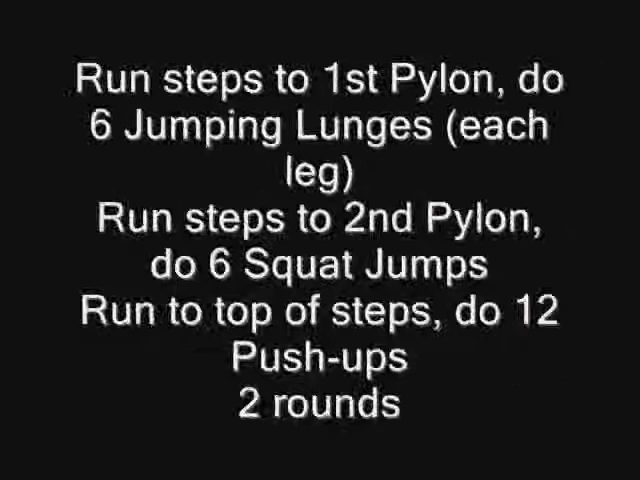 Run steps to 1st Pylon, do
6 Jumping Lunges (each
leg)
Run steps to 2nd Pylon,
do 6 Squat Jumps
Run to top of steps, do 12
Push-ups
2 rounds